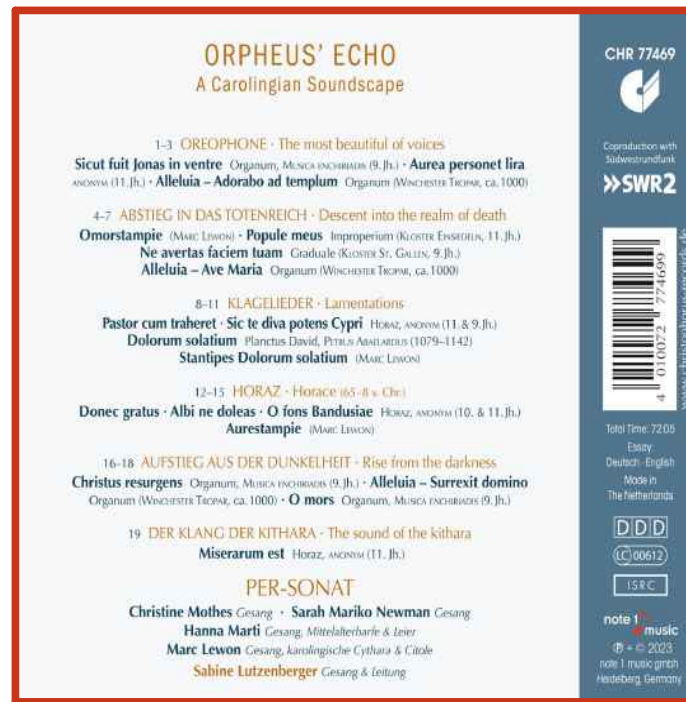 ORPHEUS' ECHO
A Carolingian Soundscape
1–3 OREOPHONE · The most beautiful of voices
Sicut fuit Jonas in ventre Organum, Musica enchiriadis (9. Jh.) · Aurea personet lira
anonym (11. Jh.) · Alleluia – Adorabo ad templum Organum (Winchester Tropar, ca. 1000)
4-7 ABSTIEG IN DAS TOTENREICH · Descent into the realm of death
Omorstampie (Marc Lewon) · Popule meus Improperium (Kloster Einsiedeln, 11. Jh.)
Ne avertas faciem tuam Graduale (Kloster St. Gallen, 9. Jh.)
Alleluia – Ave Maria Organum (Winchester Tropar, ca. 1000)
8–11 KLAGELIEDER · Lamentations
Pastor cum traheret · Sic te diva potens Cypri Horaz, anonym (11. & 9. Jh.)
Dolorum solatium Planctus David, Petrus Abaelardus (1079–1142)
Stantipes Dolorum solatium (Marc Lewon)
12–15 HORAZ · Horace (65 - 8 v. Chr.)
Donec gratus · Albi ne doleas · O fons Bandusiae Horaz, anonym (10. & 11. Jh.)
Aurestampie (Marc Lewon)
16-18 AUFSTIEG AUS DER DUNKELHEIT · Rise from the darkness
Christus resurgens Organum, Musica enchiriadis (9. Jh.) · Alleluia – Surrexit domino
Organum (Winchester Tropar, ca. 1000) · O mors Organum, Musica enchiriadis (9. Jh.)
19 DER KLANG DER KITHARA · The sound of the kithara
Miserarum est Horaz, anonym (11. Jh.)
PER-SONAT
Christine Mothes Gesang · Sarah Mariko Newman Gesang
Hanna Marti Gesang, Mittelalterharfe & Leier
Marc Lewon Gesang, karolingische Cythara & Citole
Sabine Lutzenberger Gesang & Leitung
CHR 77469
Coproduction with
Südwestrundfunk
SWR2
4 010072 774699
www.christophorus-records.de
Total Time: 72:05
Essay:
Deutsch · English
Made in
The Netherlands
DDD
LC 00612
ISRC
note 1 music
℗ + © 2023
note 1 music gmbh
Heidelberg, Germany